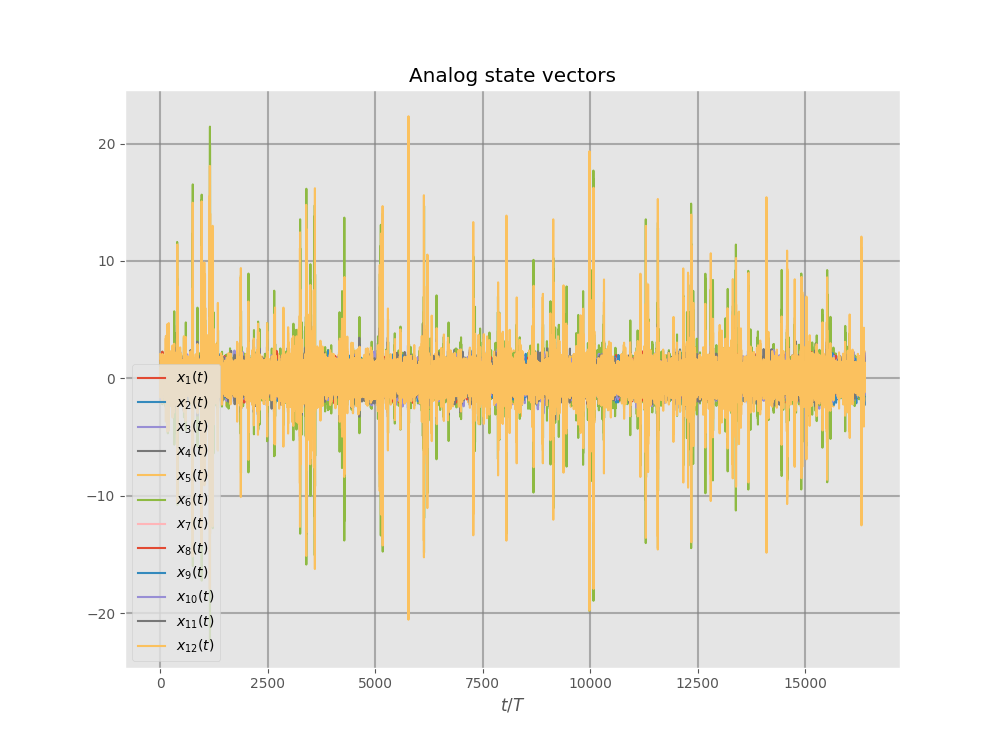 Analog state vectors
20
10
0
−10
−20
x₁(t)
x₂(t)
x₃(t)
x₄(t)
x₅(t)
x₆(t)
x₇(t)
x₈(t)
x₉(t)
x₁₀(t)
x₁₁(t)
x₁₂(t)
0 2500 5000 7500 10000 12500 15000
t/T